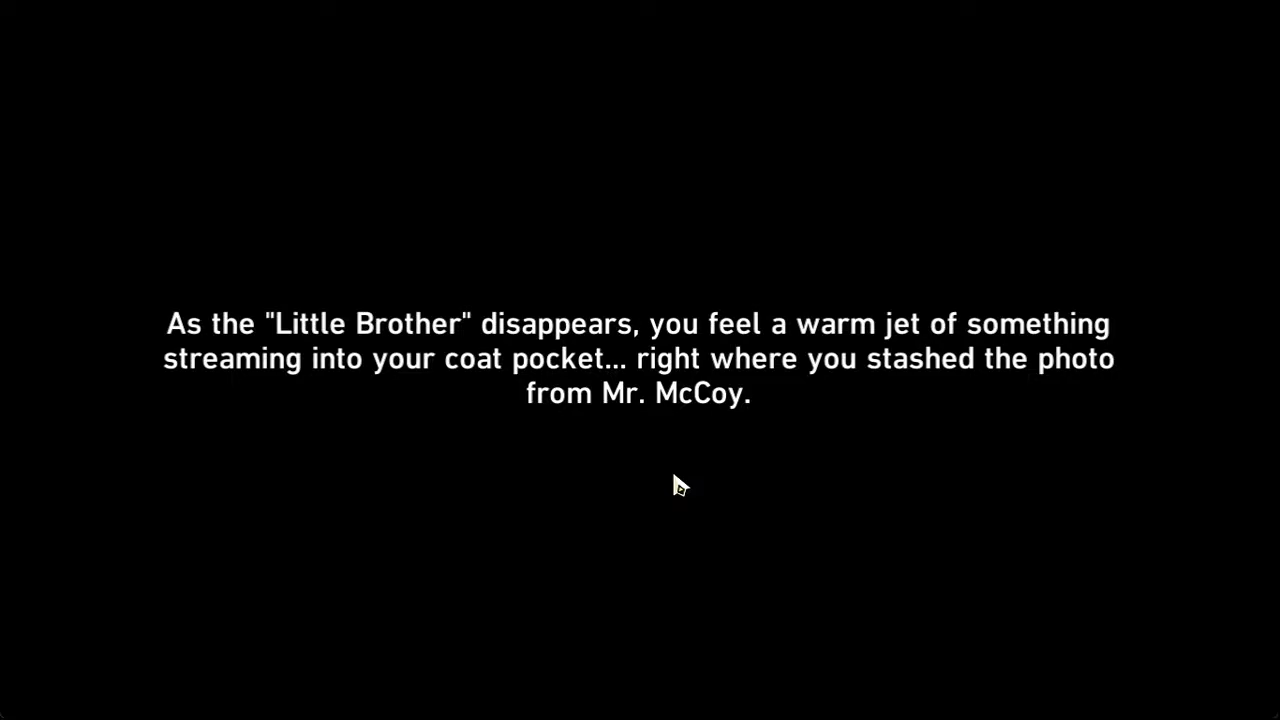 As the "Little Brother" disappears, you feel a warm jet of something
streaming into your coat pocket... right where you stashed the photo
from Mr. McCoy.